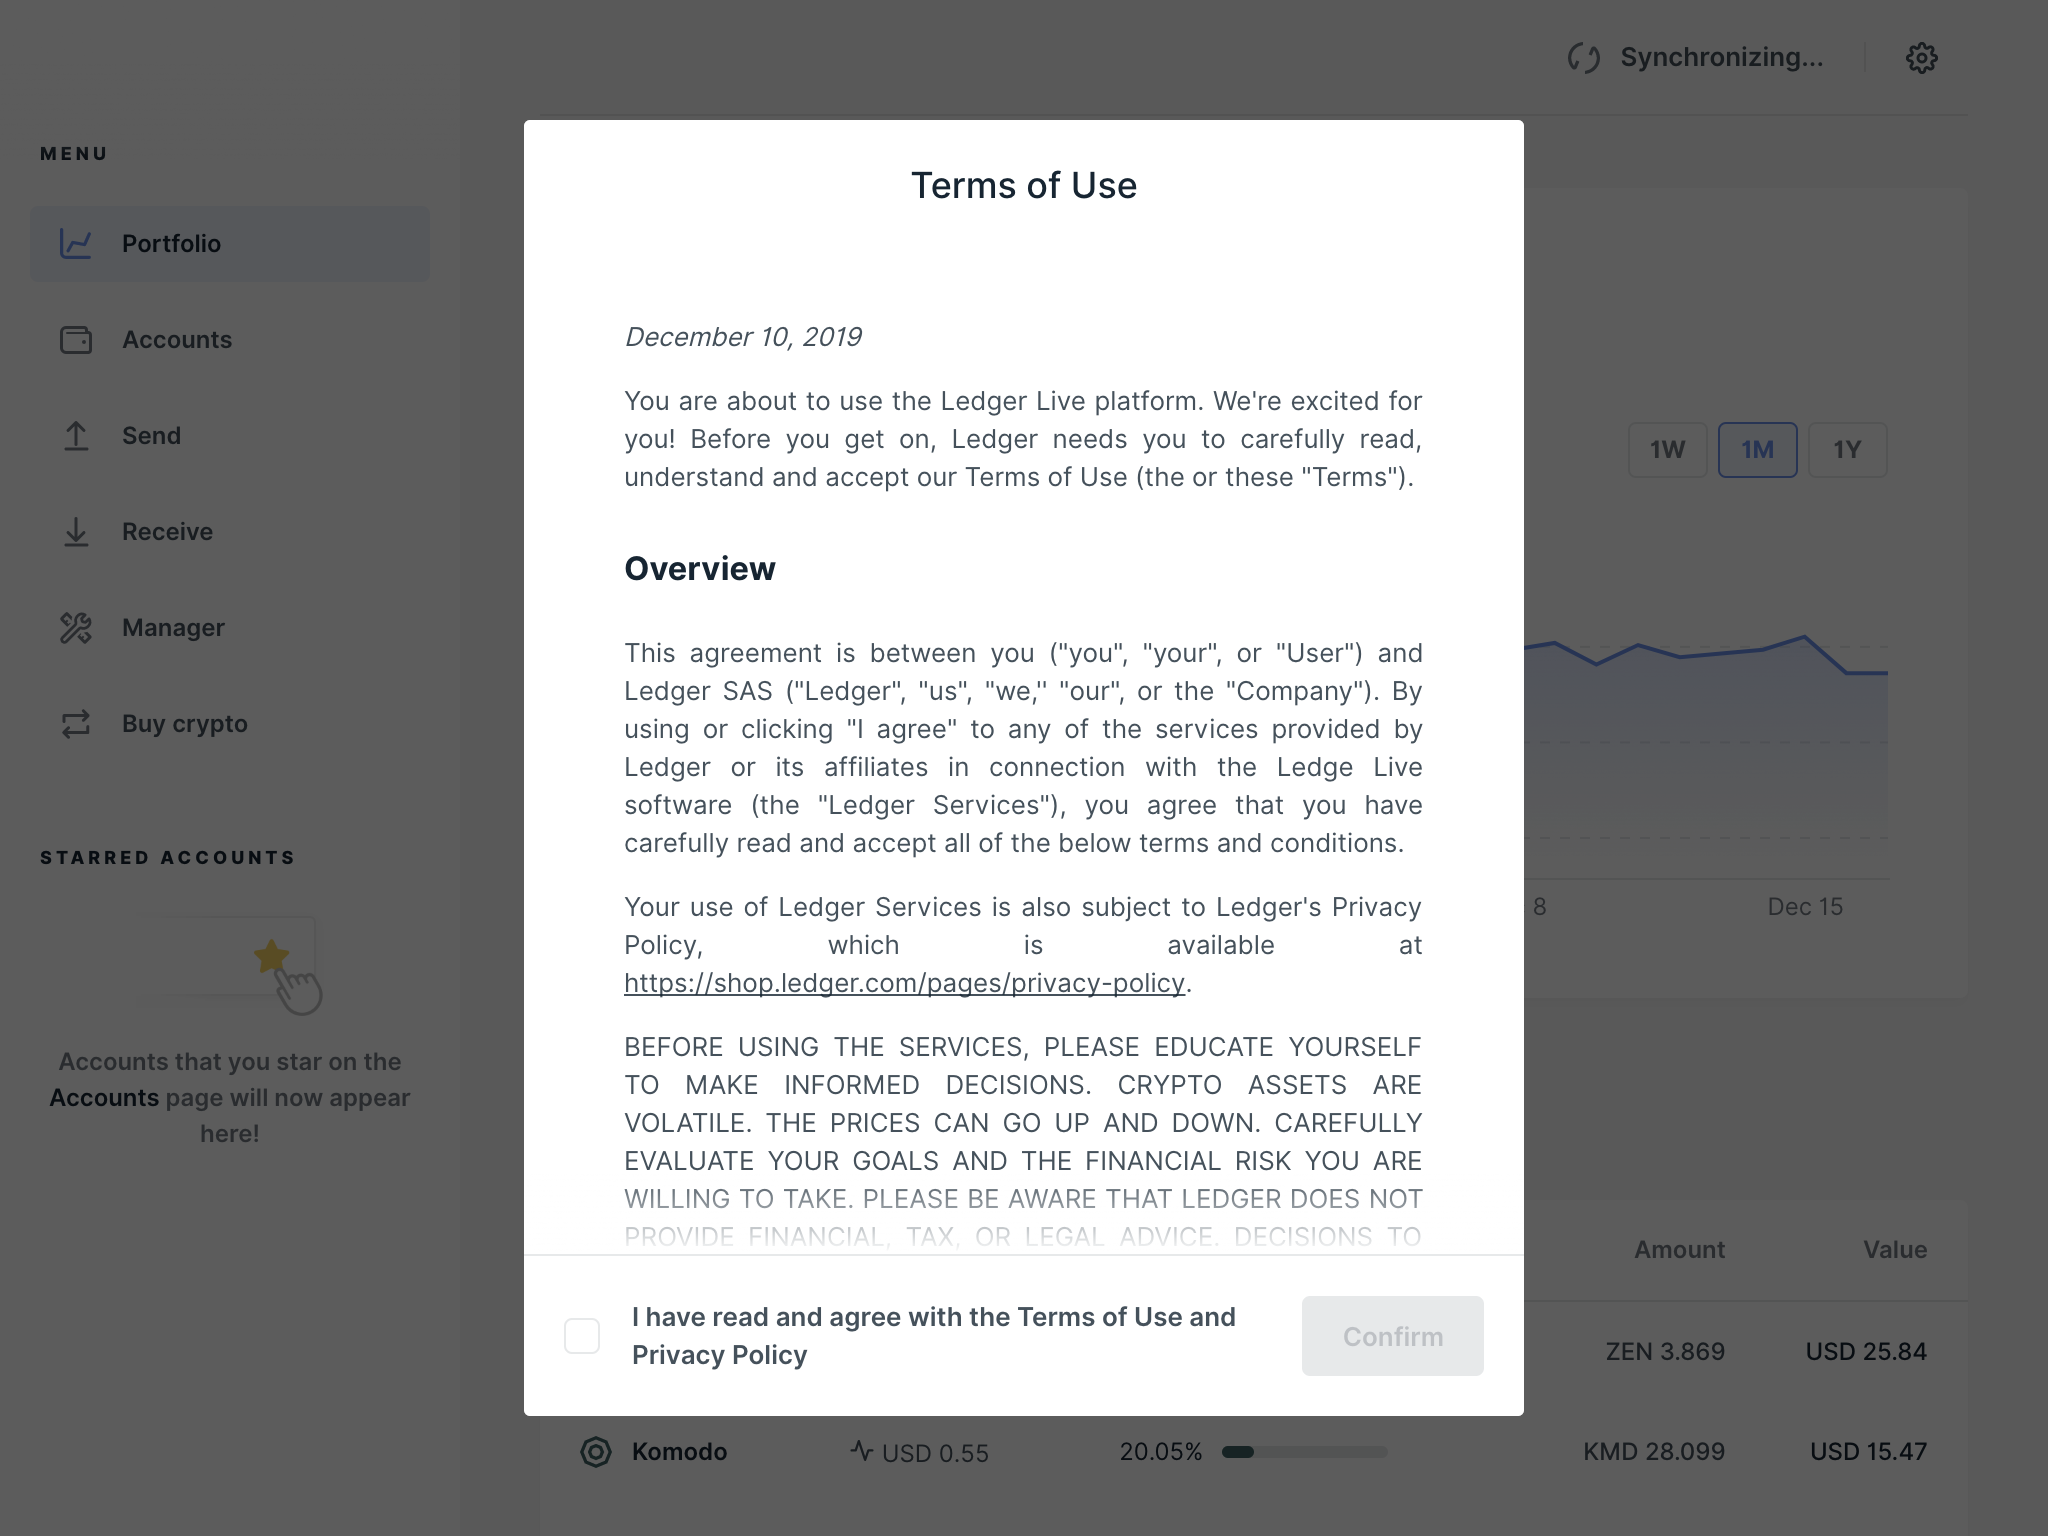 Synchronizing...
MENU
Portfolio
Accounts
Send
Receive
Manager
Buy crypto
STARRED ACCOUNTS
Accounts that you star on the
Accounts page will now appear
here!
Terms of Use
December 10, 2019
You are about to use the Ledger Live platform. We're excited for
you! Before you get on, Ledger needs you to carefully read,
understand and accept our Terms of Use (the or these "Terms").
Overview
This agreement is between you ("you", "your", or "User") and
Ledger SAS ("Ledger", "us", "we,'' "our", or the "Company"). By
using or clicking "I agree" to any of the services provided by
Ledger or its affiliates in connection with the Ledge Live
software (the "Ledger Services"), you agree that you have
carefully read and accept all of the below terms and conditions.
Your use of Ledger Services is also subject to Ledger's Privacy
Policy, which is available at
https://shop.ledger.com/pages/privacy-policy.
BEFORE USING THE SERVICES, PLEASE EDUCATE YOURSELF
TO MAKE INFORMED DECISIONS. CRYPTO ASSETS ARE
VOLATILE. THE PRICES CAN GO UP AND DOWN. CAREFULLY
EVALUATE YOUR GOALS AND THE FINANCIAL RISK YOU ARE
WILLING TO TAKE. PLEASE BE AWARE THAT LEDGER DOES NOT
PROVIDE FINANCIAL, TAX, OR LEGAL ADVICE. DECISIONS TO
I have read and agree with the Terms of Use and
Privacy Policy
Confirm
1W 1M 1Y
8 Dec 15
Amount Value
ZEN 3.869 USD 25.84
Komodo USD 0.55 20.05% KMD 28.099 USD 15.47